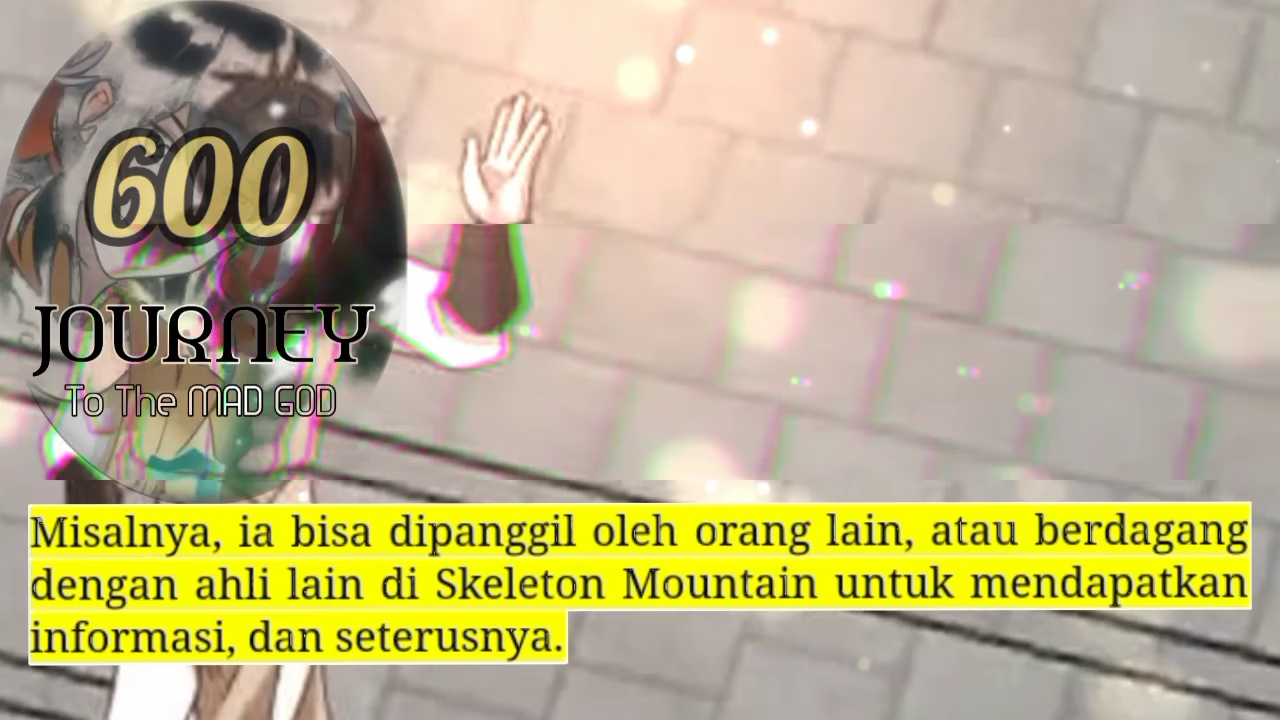 600
JOURNEY
To The MAD GOD
Misalnya, ia bisa dipanggil oleh orang lain, atau berdagang
dengan ahli lain di Skeleton Mountain untuk mendapatkan
informasi, dan seterusnya.